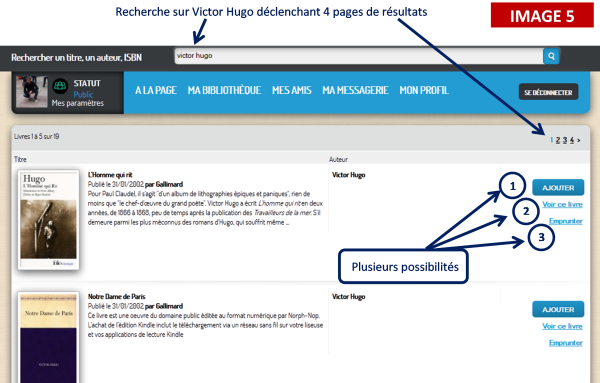 Recherche sur Victor Hugo déclenchant 4 pages de résultats
IMAGE 5
Rechercher un titre, un auteur, ISBN
victor hugo
STATUT
Public
Mes paramètres
A LA PAGE MA BIBLIOTHÈQUE MES AMIS MA MESSAGERIE MON PROFIL
SE DÉCONNECTER
Livres 1 à 5 sur 19
1 2 3 4 >
Titre
Auteur
Hugo
L'Homme qui rit
L'Homme qui rit
Publié le 31/01/2002 par Gallimard
Pour Paul Claudel, il s'agit "d'un album de lithographies épiques et paniques", rien de
moins que "le chef-d'œuvre du grand poète". Victor Hugo a écrit L'homme qui rit en deux
années, de 1866 à 1868, peu de temps après la publication des Travailleurs de la mer. S'il
demeure parmi les plus méconnus des romans d'Hugo, qui souffrit même ...
Victor Hugo
1
AJOUTER
2
Voir ce livre
3
Emprunter
Plusieurs possibilités
Notre Dame de Paris
VICTOR HUGO
Notre Dame de Paris
Publié le 31/01/2002 par Gallimard
Ce livre est une oeuvre du domaine public éditée au format numérique par Norph-Nop.
L'achat de l'édition Kindle inclut le téléchargement via un réseau sans fil sur votre liseuse
et vos applications de lecture Kindle
Victor Hugo
AJOUTER
Voir ce livre
Emprunter